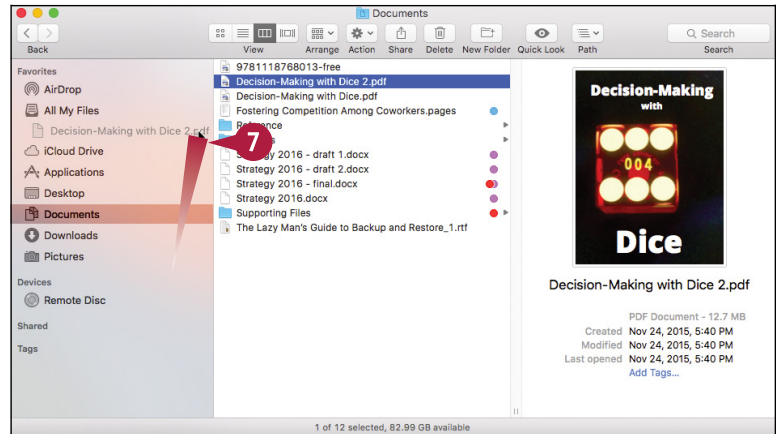 Documents
Back
View Arrange Action Share Delete New Folder Quick Look Path
Search
Search
Favorites
AirDrop
All My Files
Decision-Making with Dice 2.pdf
iCloud Drive
Applications
Desktop
Documents
Downloads
Pictures
Devices
Remote Disc
Shared
Tags
9781118768013-free
Decision-Making with Dice 2.pdf
Decision-Making with Dice.pdf
Fostering Competition Among Coworkers.pages
7
Strategy 2016 - draft 1.docx
Strategy 2016 - draft 2.docx
Strategy 2016 - final.docx
Strategy 2016.docx
Supporting Files
The Lazy Man's Guide to Backup and Restore_1.rtf
Decision-Making
with
004
Dice
Decision-Making with Dice 2.pdf
PDF Document - 12.7 MB
Created Nov 24, 2015, 5:40 PM
Modified Nov 24, 2015, 5:40 PM
Last opened Nov 24, 2015, 5:40 PM
Add Tags...
1 of 12 selected, 82.99 GB available